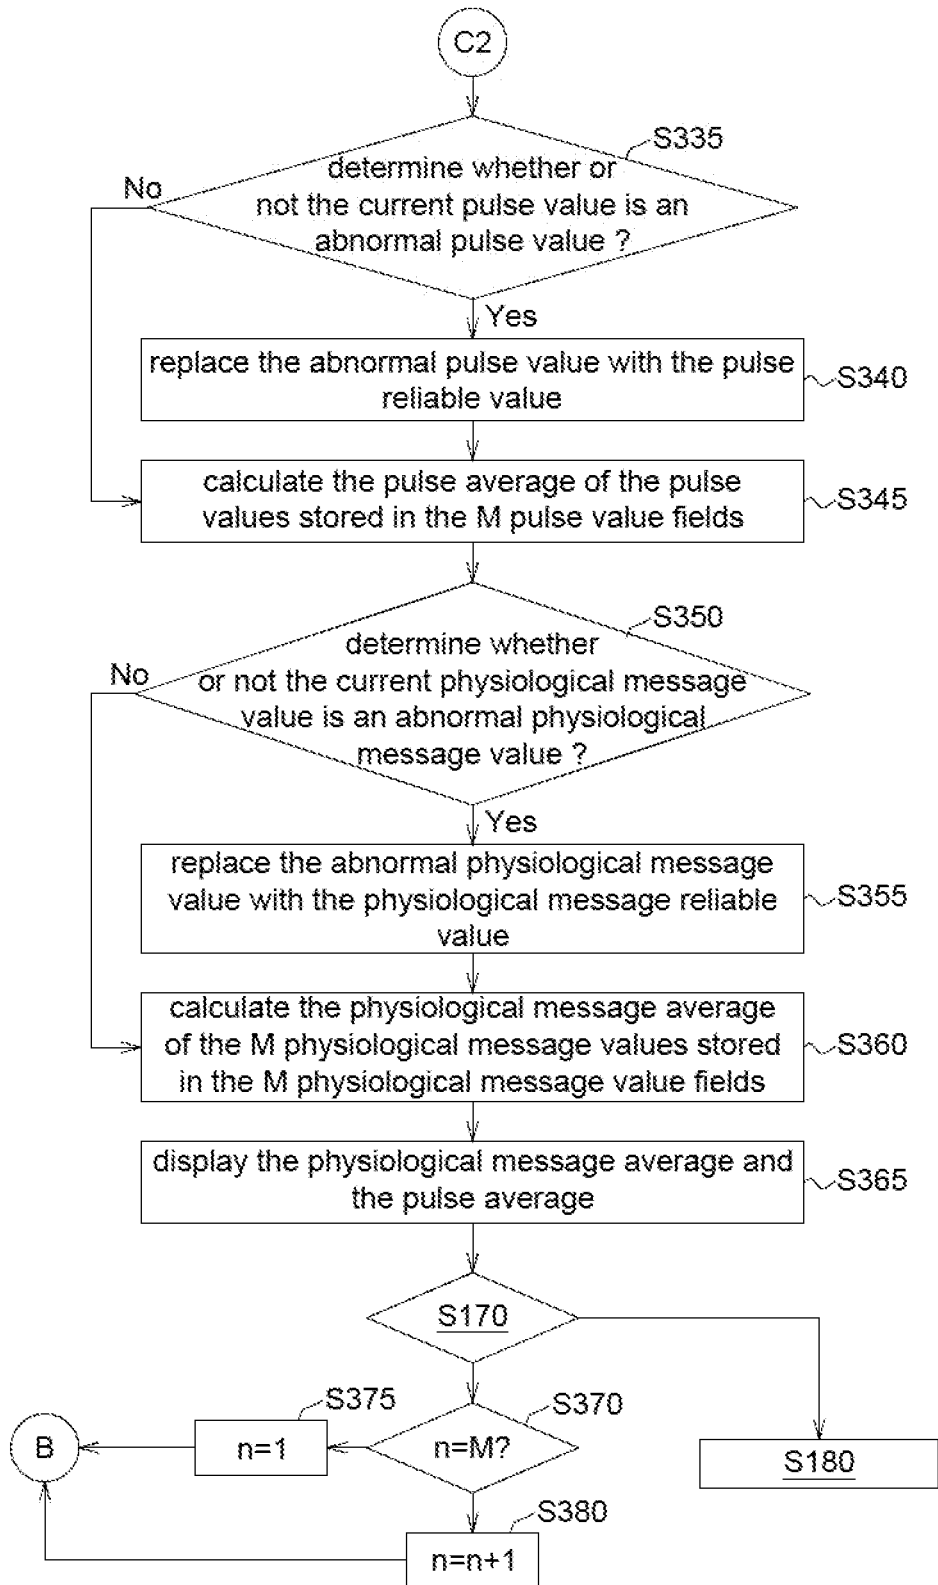 C2
S335
determine whether or
not the current pulse value is an
abnormal pulse value ?
No
Yes
replace the abnormal pulse value with the pulse
reliable value
S340
calculate the pulse average of the pulse
values stored in the M pulse value fields
S345
S350
determine whether
or not the current physiological message
value is an abnormal physiological
message value ?
No
Yes
replace the abnormal physiological message
value with the physiological message reliable
value
S355
calculate the physiological message average
of the M physiological message values stored
in the M physiological message value fields
S360
display the physiological message average and
the pulse average
S365
S170
S375
S370
B
n=1
n=M?
S180
S380
n=n+1